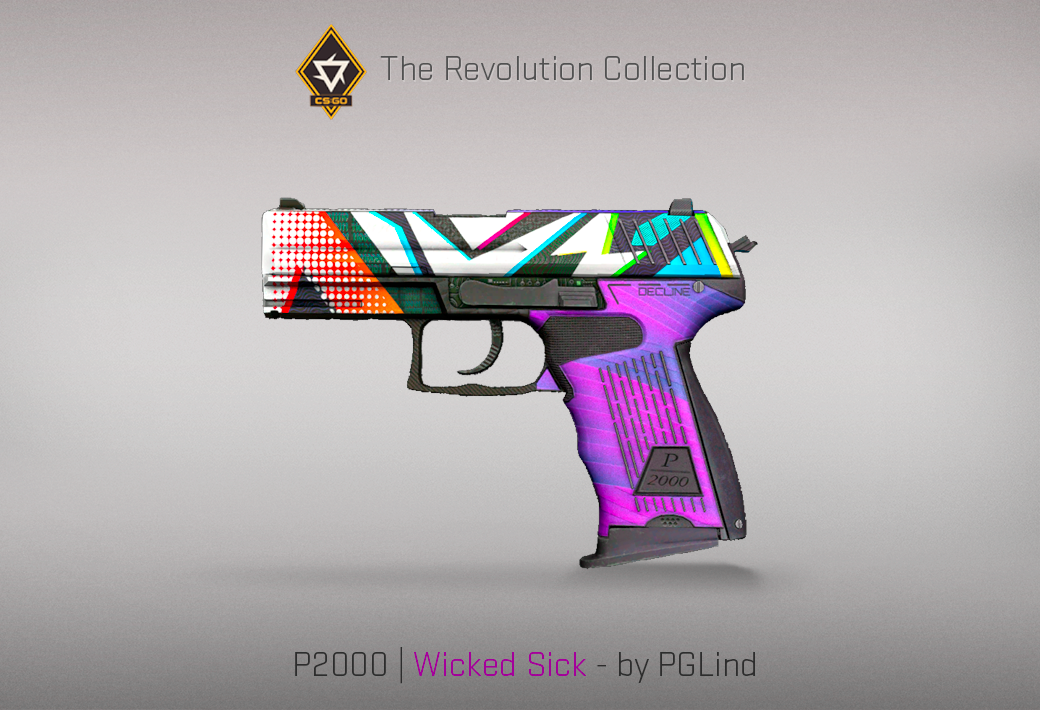 CS:GO
The Revolution Collection
DECLINE
P
2000
P2000 | Wicked Sick - by PGLind